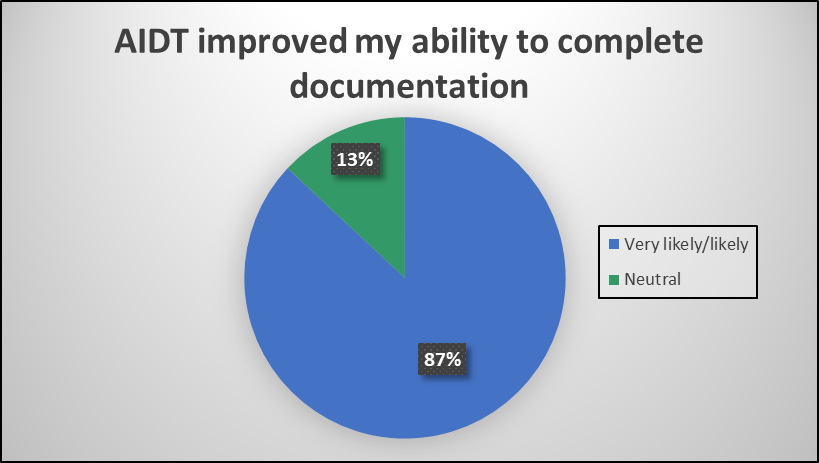 AIDT improved my ability to complete
documentation
13%
Very likely/likely
Neutral
87%